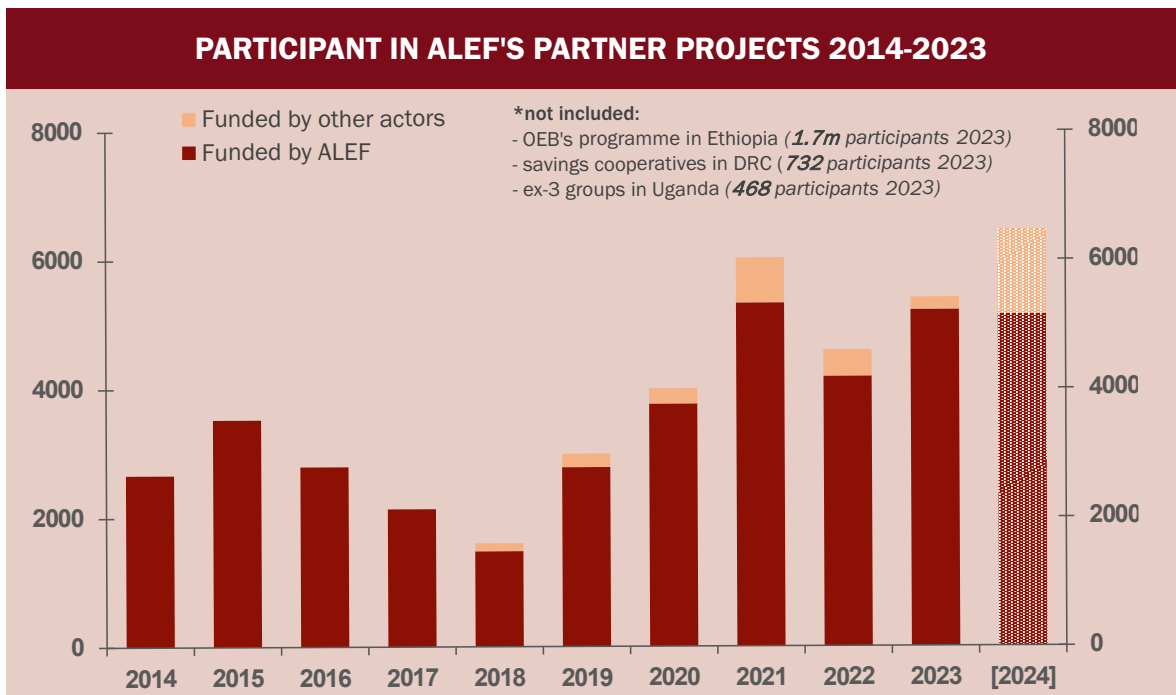 PARTICIPANT IN ALEF'S PARTNER PROJECTS 2014-2023
Funded by other actors
Funded by ALEF
*not included:
- OEB's programme in Ethiopia (1.7m participants 2023)
- savings cooperatives in DRC (732 participants 2023)
- ex-3 groups in Uganda (468 participants 2023)
8000
6000
4000
2000
0
8000
6000
4000
2000
0
2014 2015 2016 2017 2018 2019 2020 2021 2022 2023 [2024]